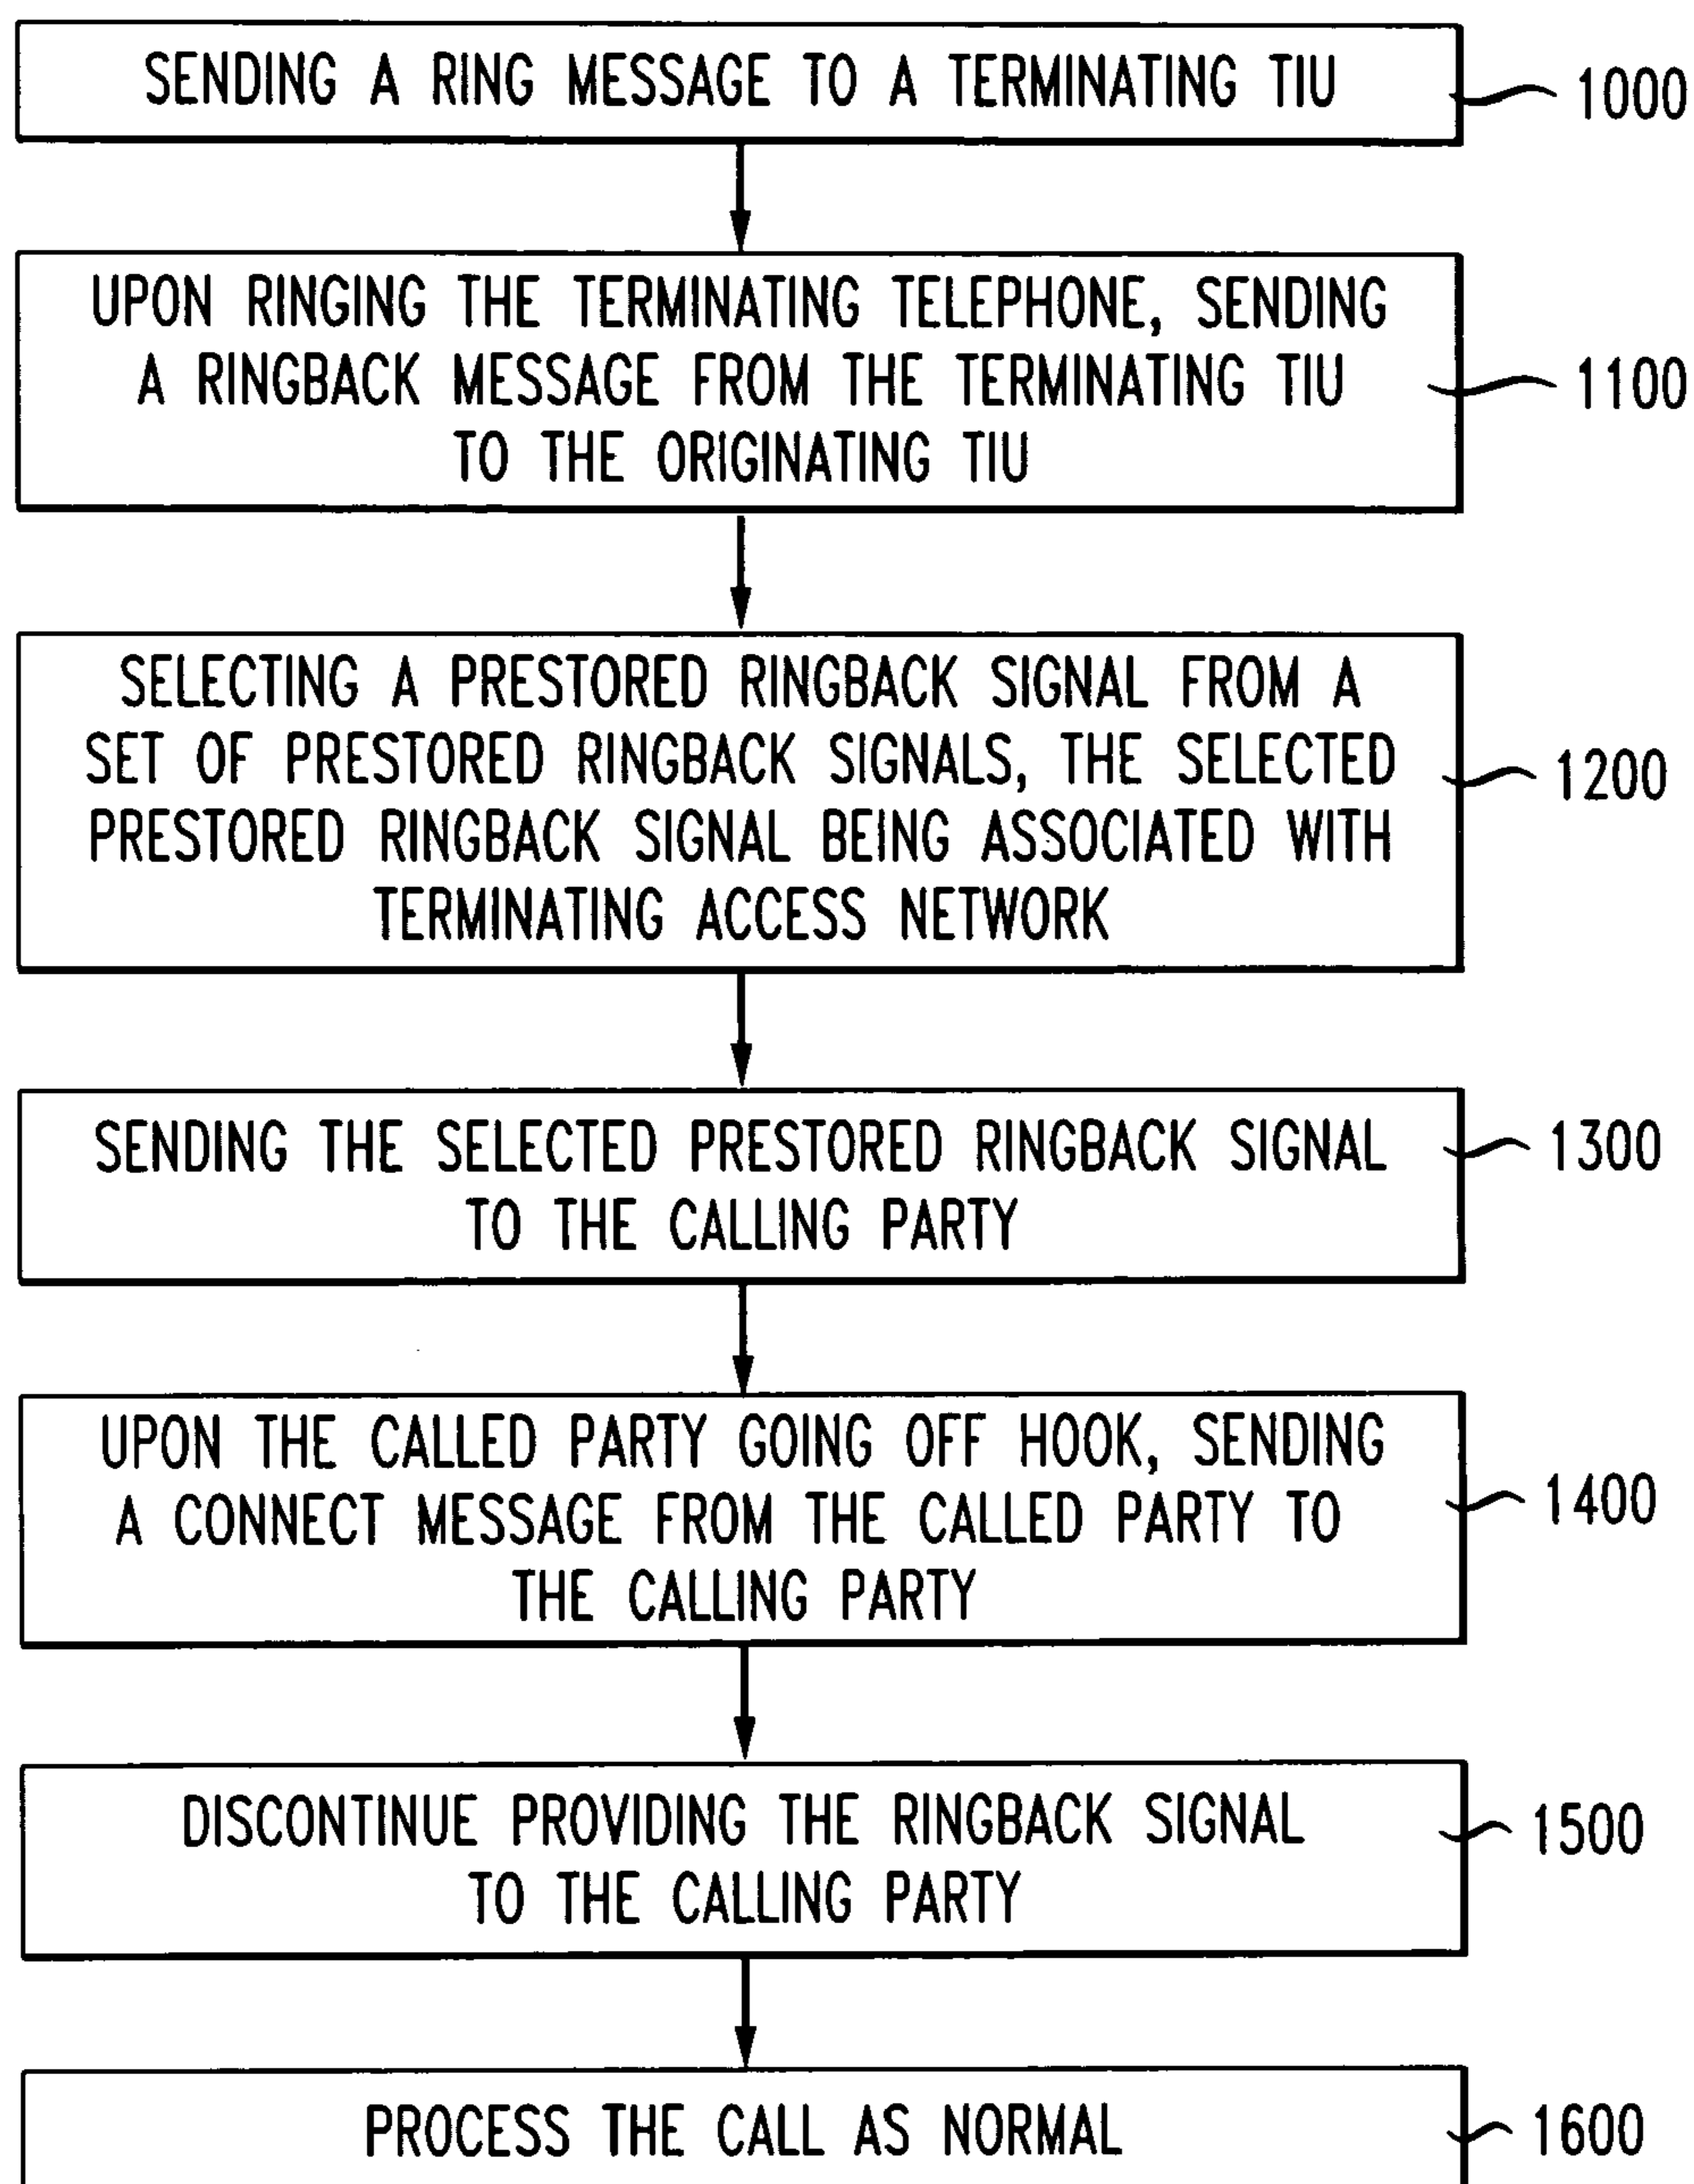 SENDING A RING MESSAGE TO A TERMINATING TIU
1000
UPON RINGING THE TERMINATING TELEPHONE, SENDING
A RINGBACK MESSAGE FROM THE TERMINATING TIU
TO THE ORIGINATING TIU
1100
SELECTING A PRESTORED RINGBACK SIGNAL FROM A
SET OF PRESTORED RINGBACK SIGNALS, THE SELECTED
PRESTORED RINGBACK SIGNAL BEING ASSOCIATED WITH
TERMINATING ACCESS NETWORK
1200
SENDING THE SELECTED PRESTORED RINGBACK SIGNAL
TO THE CALLING PARTY
1300
UPON THE CALLED PARTY GOING OFF HOOK, SENDING
A CONNECT MESSAGE FROM THE CALLED PARTY TO
THE CALLING PARTY
1400
DISCONTINUE PROVIDING THE RINGBACK SIGNAL
TO THE CALLING PARTY
1500
PROCESS THE CALL AS NORMAL
1600